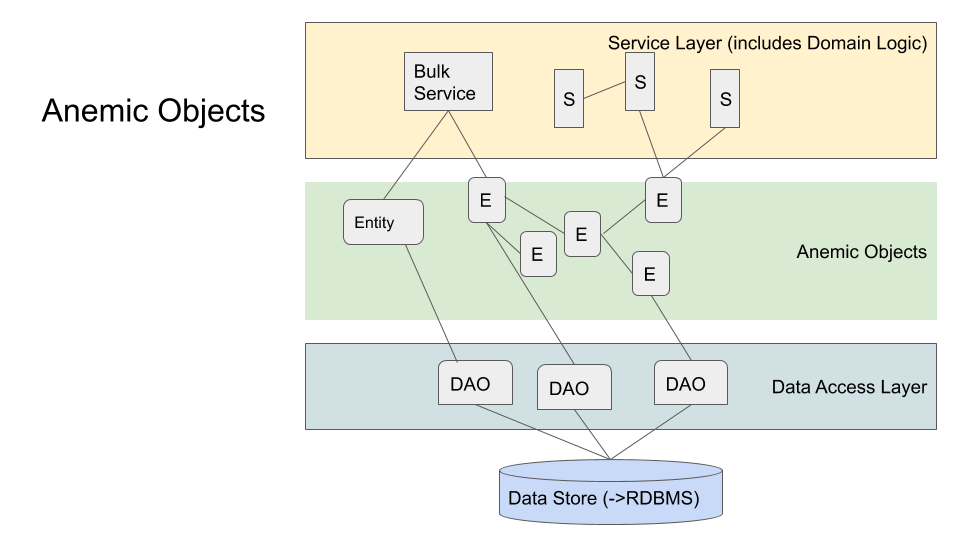 Anemic Objects
Service Layer (includes Domain Logic)
Bulk
Service
S
S
S
Entity
E
E
E
E
E
Anemic Objects
DAO
DAO
DAO
Data Access Layer
Data Store (->RDBMS)